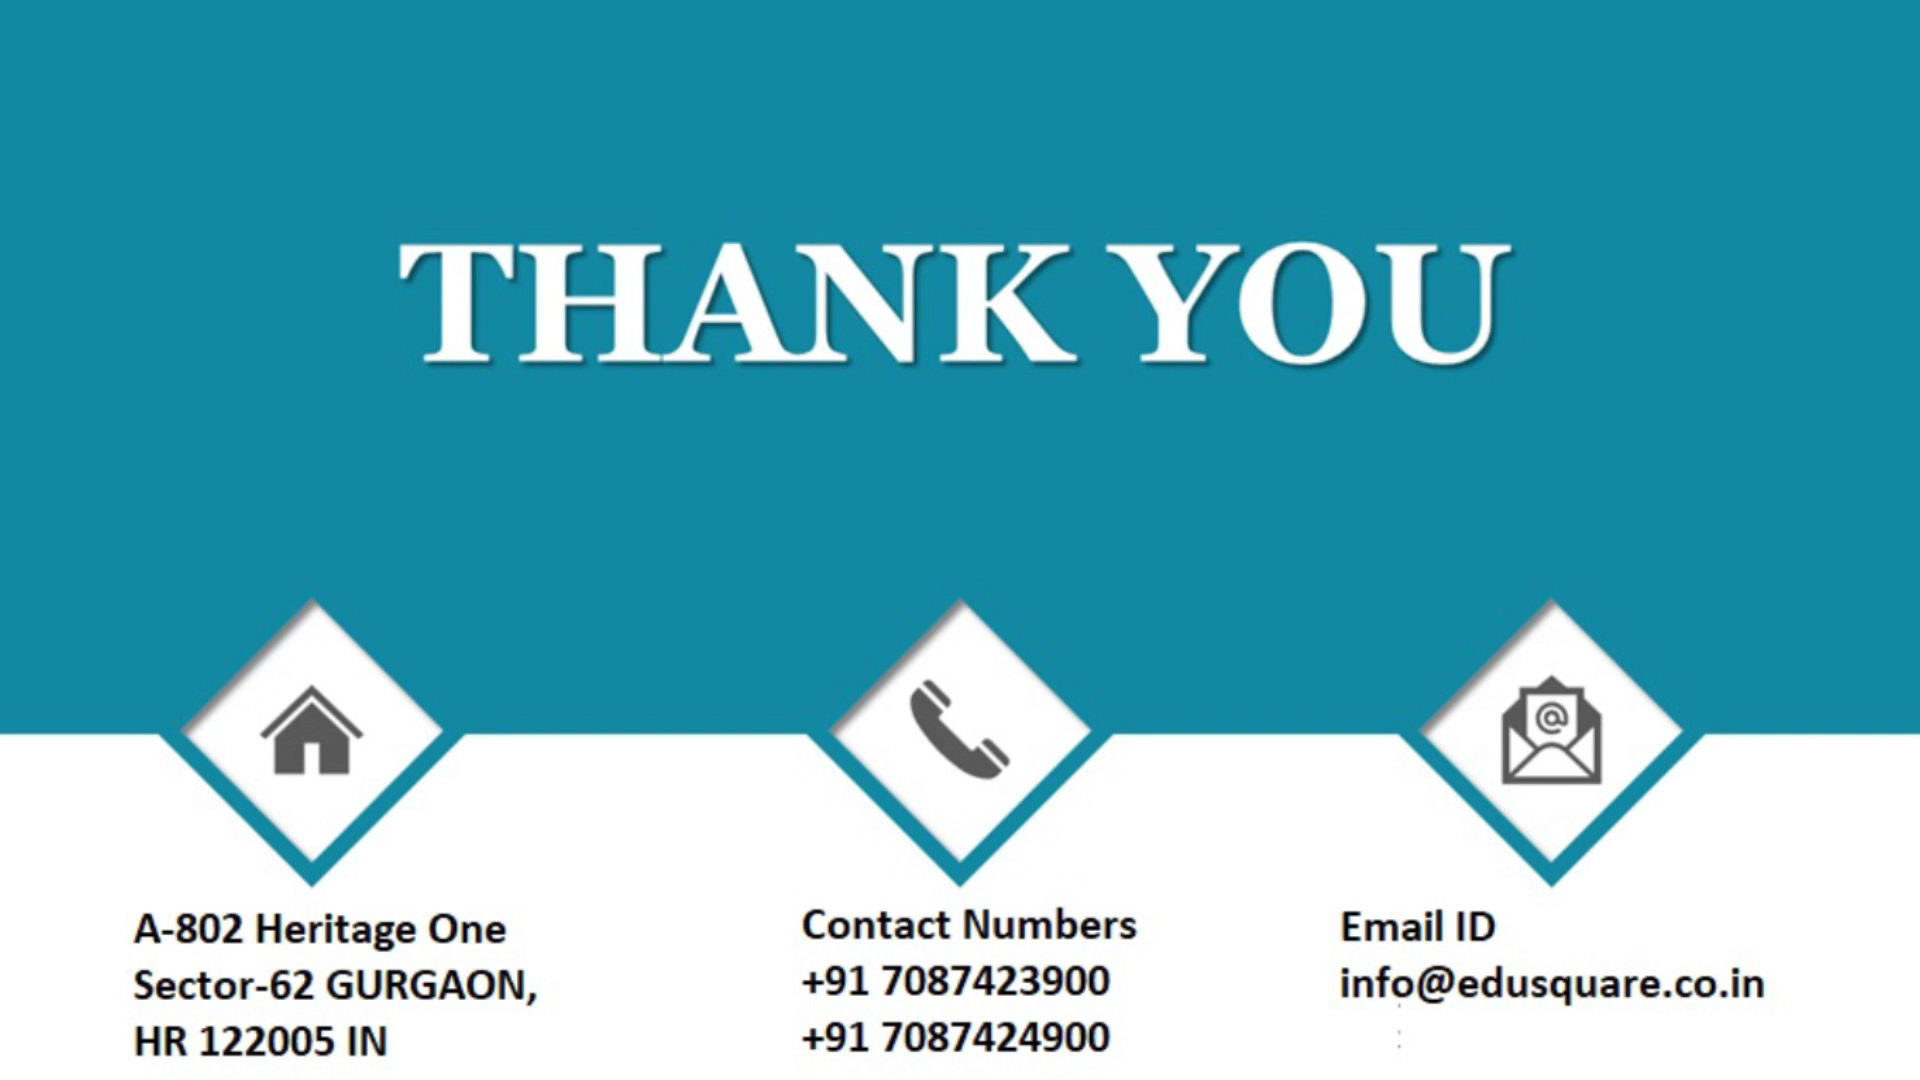 THANK YOU
A-802 Heritage One
Sector-62 GURGAON,
HR 122005 IN
Contact Numbers
+91 7087423900
+91 7087424900
Email ID
info@edusquare.co.in